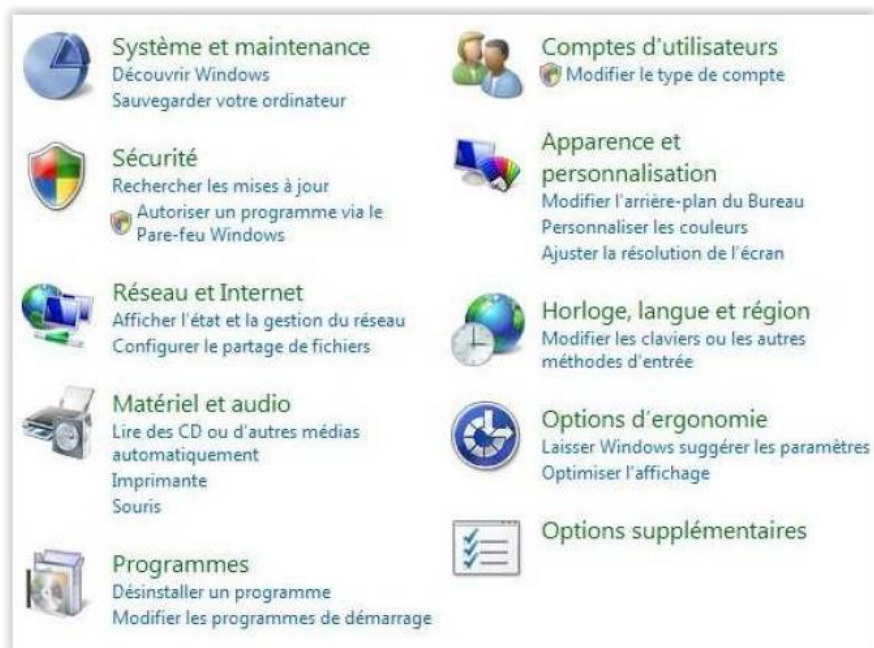 Système et maintenance
Découvrir Windows
Sauvegarder votre ordinateur
Sécurité
Rechercher les mises à jour
Autoriser un programme via le
Pare-feu Windows
Réseau et Internet
Afficher l'état et la gestion du réseau
Configurer le partage de fichiers
Matériel et audio
Lire des CD ou d'autres médias
automatiquement
Imprimante
Souris
Programmes
Désinstaller un programme
Modifier les programmes de démarrage
Comptes d'utilisateurs
Modifier le type de compte
Apparence et
personnalisation
Modifier l'arrière-plan du Bureau
Personnaliser les couleurs
Ajuster la résolution de l'écran
Horloge, langue et région
Modifier les claviers ou les autres
méthodes d'entrée
Options d'ergonomie
Laisser Windows suggérer les paramètres
Optimiser l'affichage
Options supplémentaires